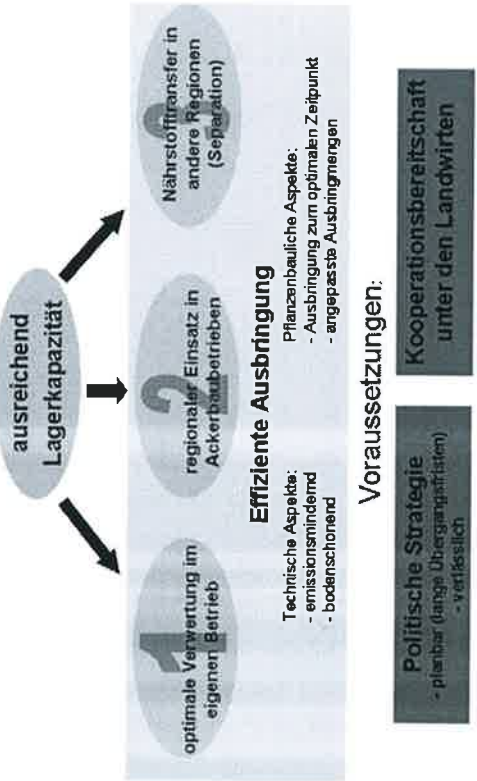 ausreichend
Lagerkapazität
1
optimale Verwertung im
eigenen Betrieb
2
regionaler Einsatz in
Ackerbaubetrieben
3
Nährstofftransfer in
andere Regionen
(Separation)
Effiziente Ausbringung
Technische Aspekte:
- emissionsmindernd
- bodenschonend
Pflanzenbauliche Aspekte:
- Ausbringung zum optimalen Zeitpunkt
- angepasste Ausbringmengen
Voraussetzungen:
Politische Strategie
- planbar (lange Übergangsfristen)
- verlässlich
Kooperationsbereitschaft
unter den Landwirten